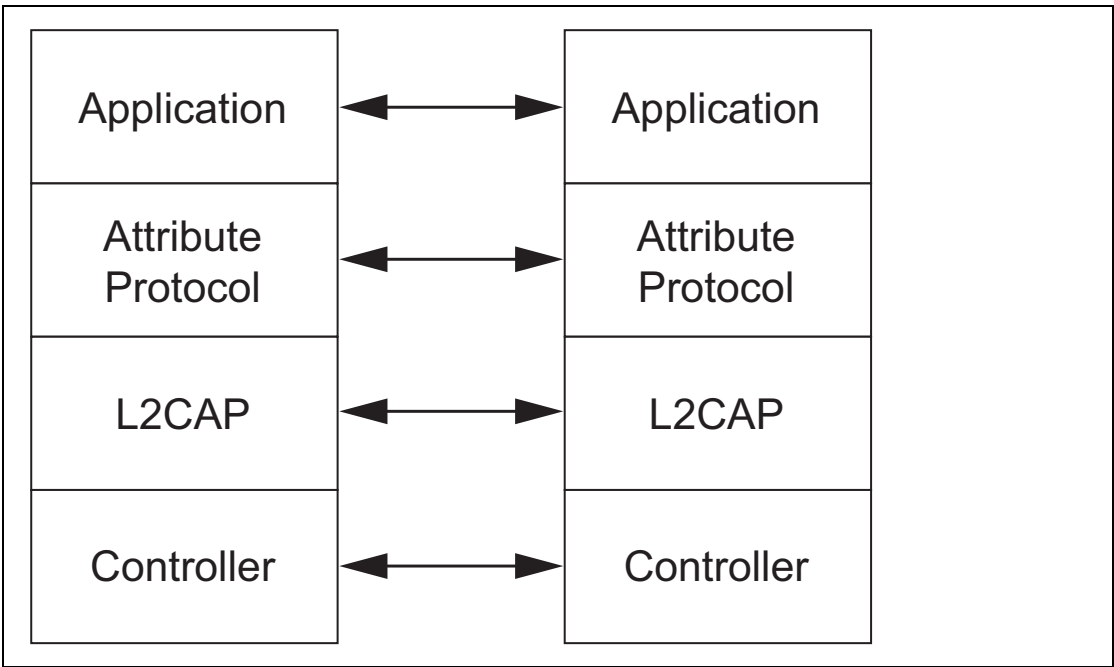 Application
Application
Attribute
Protocol
Attribute
Protocol
L2CAP
L2CAP
Controller
Controller